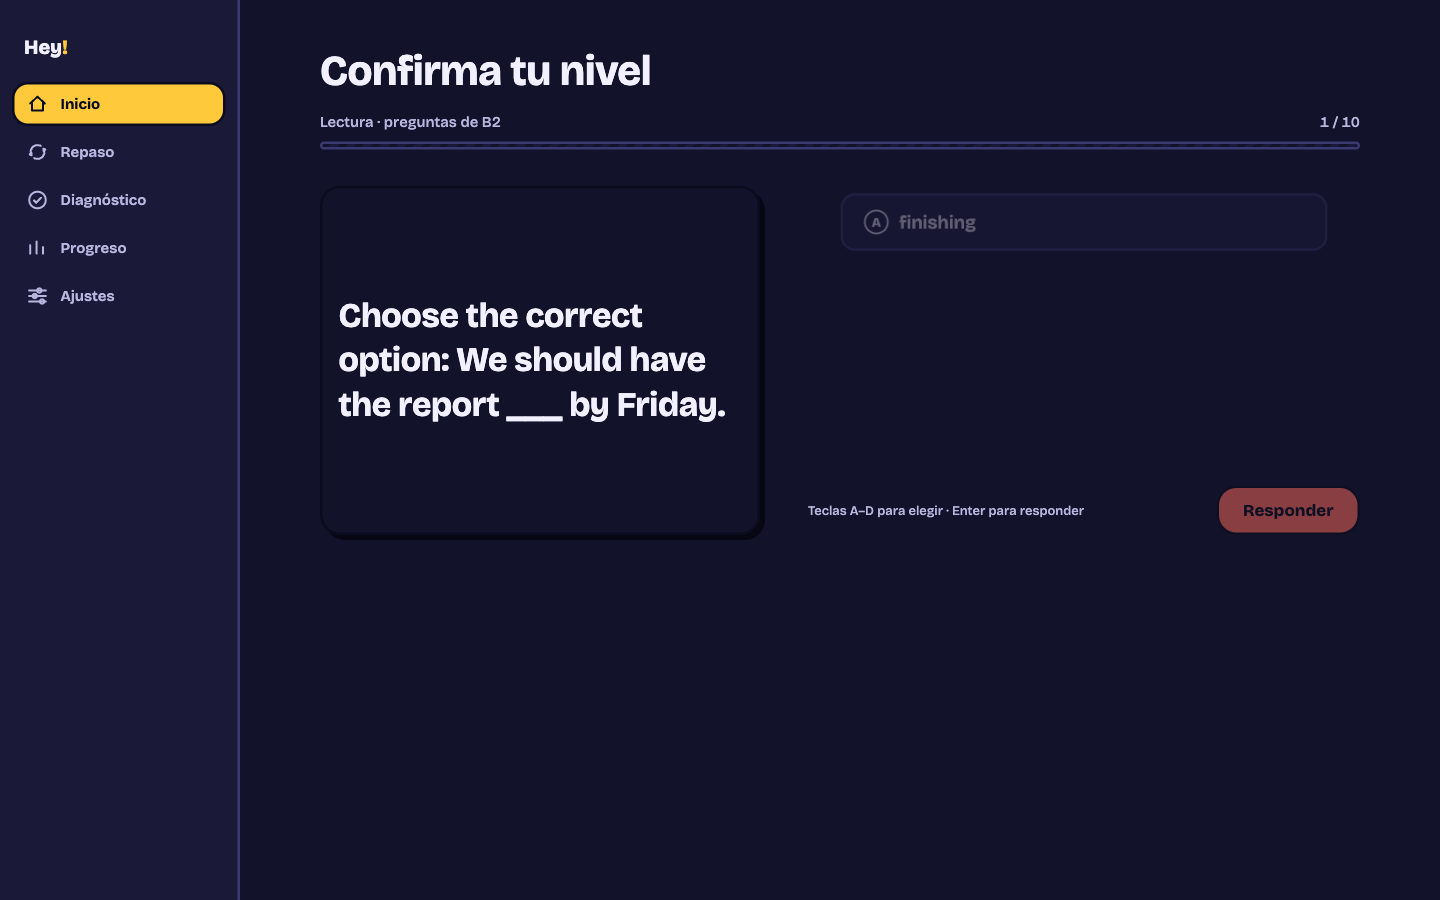 Hey!
Inicio
Repaso
Diagnóstico
Progreso
Ajustes
Confirma tu nivel
Lectura · preguntas de B2
1 / 10
Choose the correct
option: We should have
the report ___ by Friday.
A finishing
Teclas A–D para elegir · Enter para responder
Responder